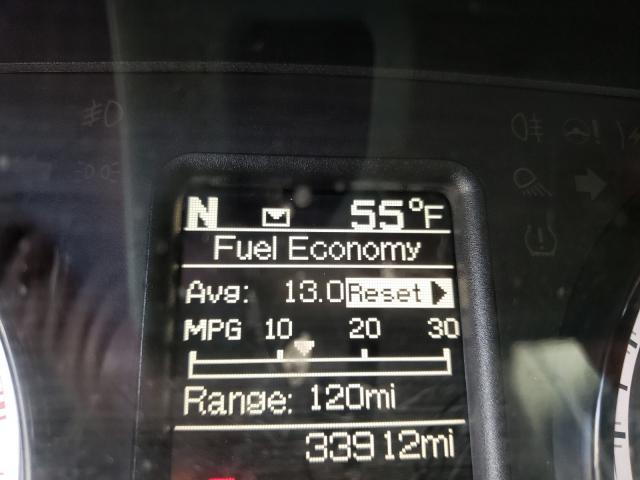 N 55°F
Fuel Economy
Avg: 13.0 Reset
MPG 10 20 30
Range: 120mi
33912mi